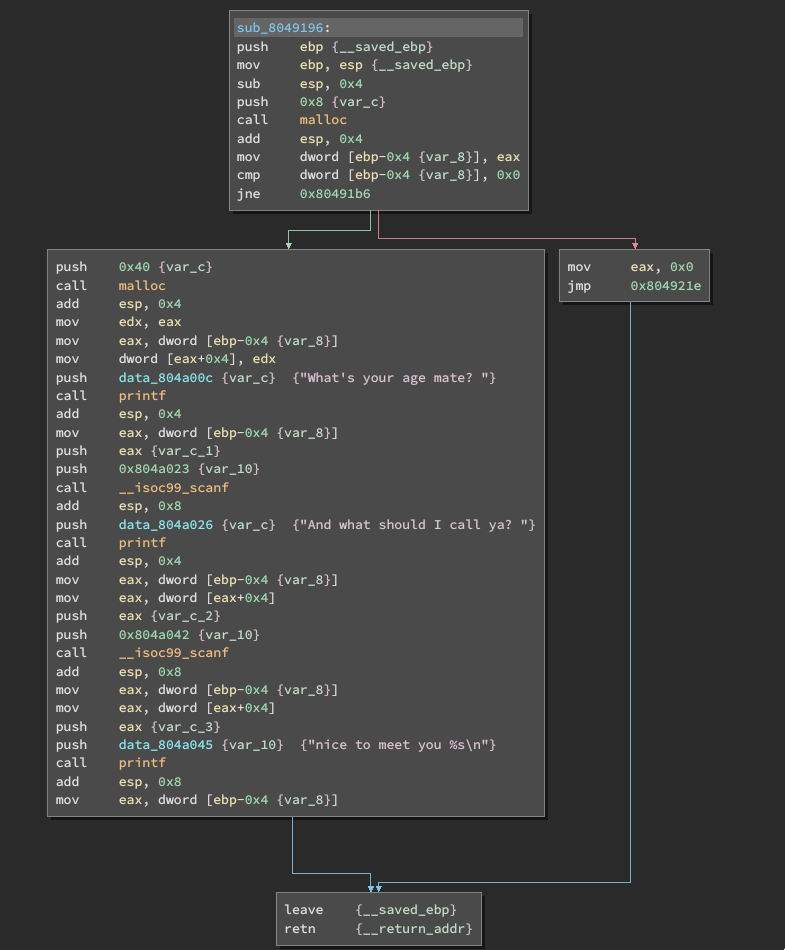 sub_8049196:
push ebp {__saved_ebp}
mov ebp, esp {__saved_ebp}
sub esp, 0x4
push 0x8 {var_c}
call malloc
add esp, 0x4
mov dword [ebp-0x4 {var_8}], eax
cmp dword [ebp-0x4 {var_8}], 0x0
jne 0x80491b6
push 0x40 {var_c}
call malloc
add esp, 0x4
mov edx, eax
mov eax, dword [ebp-0x4 {var_8}]
mov dword [eax+0x4], edx
push data_804a00c {var_c} {"What's your age mate? "}
call printf
add esp, 0x4
mov eax, dword [ebp-0x4 {var_8}]
push eax {var_c_1}
push 0x804a023 {var_10}
call __isoc99_scanf
add esp, 0x8
push data_804a026 {var_c} {"And what should I call ya? "}
call printf
add esp, 0x4
mov eax, dword [ebp-0x4 {var_8}]
mov eax, dword [eax+0x4]
push eax {var_c_2}
push 0x804a042 {var_10}
call __isoc99_scanf
add esp, 0x8
mov eax, dword [ebp-0x4 {var_8}]
mov eax, dword [eax+0x4]
push eax {var_c_3}
push data_804a045 {var_10} {"nice to meet you %s\n"}
call printf
add esp, 0x8
mov eax, dword [ebp-0x4 {var_8}]
mov eax, 0x0
jmp 0x804921e
leave {__saved_ebp}
retn {__return_addr}